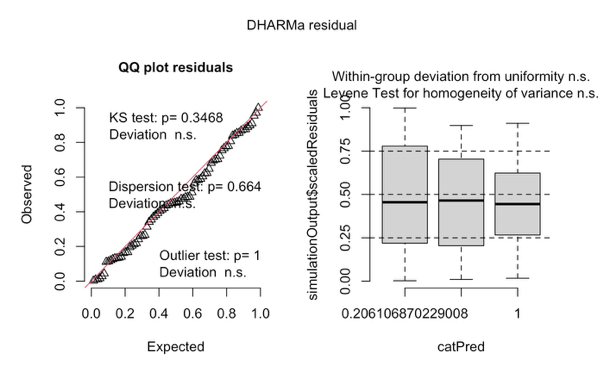 DHARMa residual
QQ plot residuals
KS test: p= 0.3468
Deviation n.s.
Dispersion test: p= 0.664
Deviation n.s.
Outlier test: p= 1
Deviation n.s.
Observed
0.0 0.2 0.4 0.6 0.8 1.0
0.0 0.2 0.4 0.6 0.8 1.0
Expected
Within-group deviation from uniformity n.s.
Levene Test for homogeneity of variance n.s.
simulationOutput$scaledResiduals
0.00 0.25 0.50 0.75 1.00
0.206106870229008 1
catPred